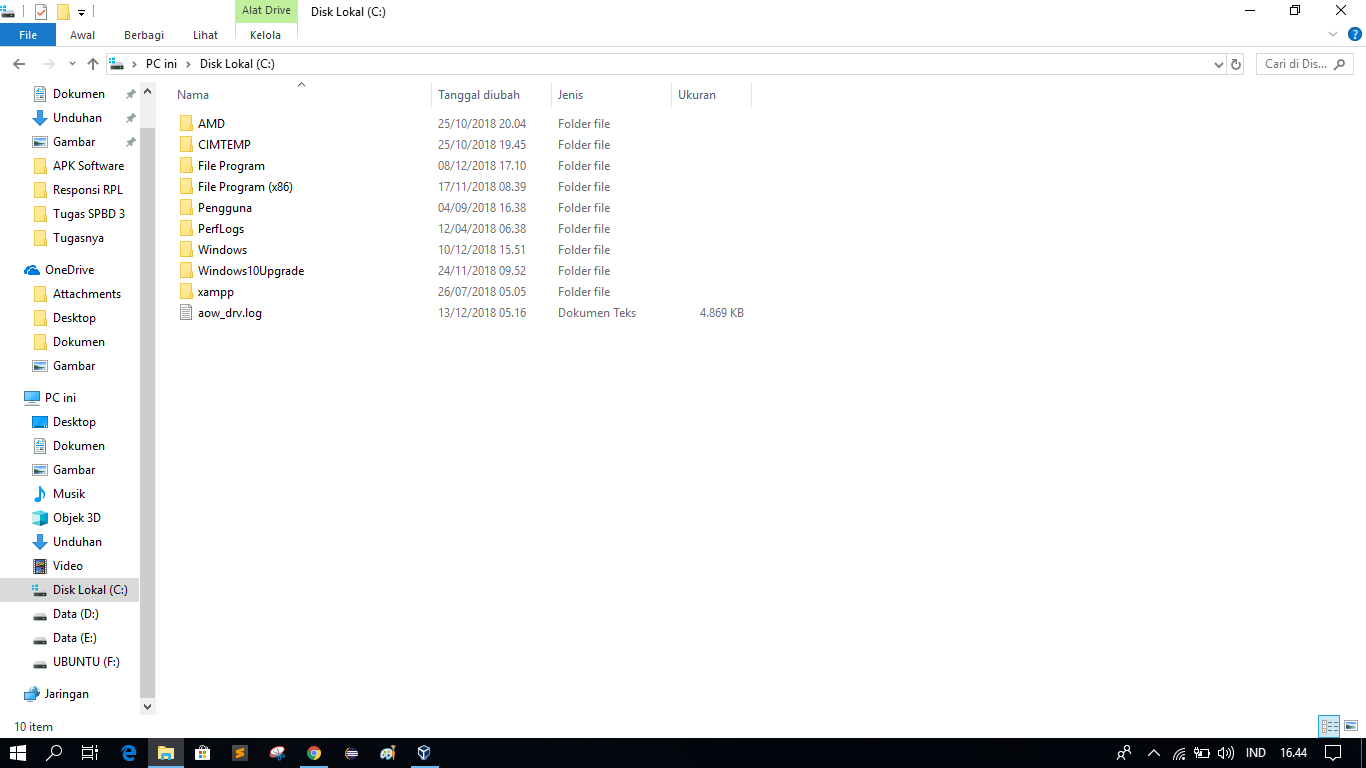 Alat Drive
Disk Lokal (C:)
File
Awal
Berbagi
Lihat
Kelola
PC ini
Disk Lokal (C:)
Cari di Dis...
Dokumen
Unduhan
Gambar
APK Software
Responsi RPL
Tugas SPBD 3
Tugasnya
OneDrive
Attachments
Desktop
Dokumen
Gambar
PC ini
Desktop
Dokumen
Gambar
Musik
Objek 3D
Unduhan
Video
Disk Lokal (C:)
Data (D:)
Data (E:)
UBUNTU (F:)
Jaringan
Nama Tanggal diubah Jenis Ukuran
AMD 25/10/2018 20.04 Folder file
CIMTEMP 25/10/2018 19.45 Folder file
File Program 08/12/2018 17.10 Folder file
File Program (x86) 17/11/2018 08.39 Folder file
Pengguna 04/09/2018 16.38 Folder file
PerfLogs 12/04/2018 06.38 Folder file
Windows 10/12/2018 15.51 Folder file
Windows10Upgrade 24/11/2018 09.52 Folder file
xampp 26/07/2018 05.05 Folder file
aow_drv.log 13/12/2018 05.16 Dokumen Teks 4.869 KB
10 item
IND 16.44